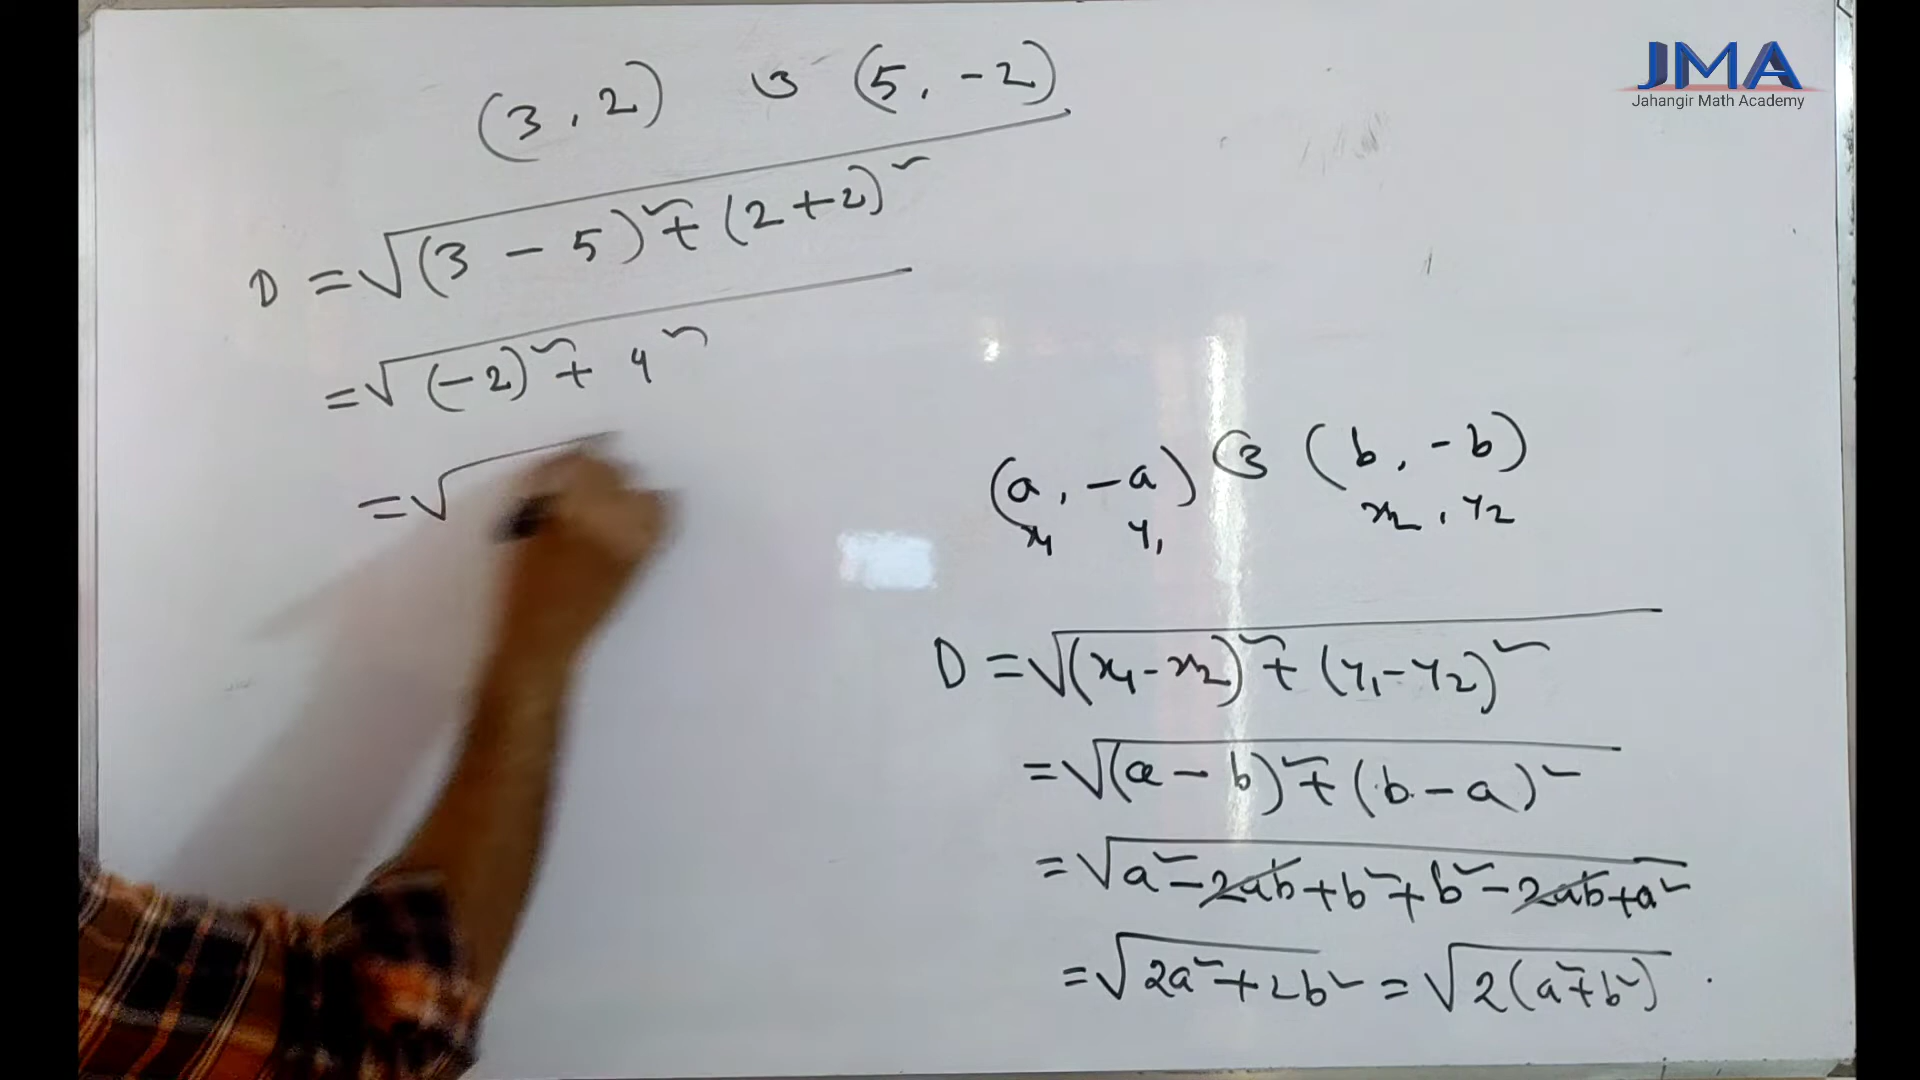 JMA
Jahangir Math Academy
(3, 2) ও (5, -2)
D = √(3 - 5)² + (2+2)²
= √(-2)² + 4²
= √
(a, -a) ও (b, -b)
x₁ y₁ x₂, y₂
D = √(x₁-x₂)² + (y₁-y₂)²
= √(a - b)² + (b - a)²
= √a² - 2ab + b² + b² - 2ab + a²
= √2a² + 2b² = √2(a²+b²)